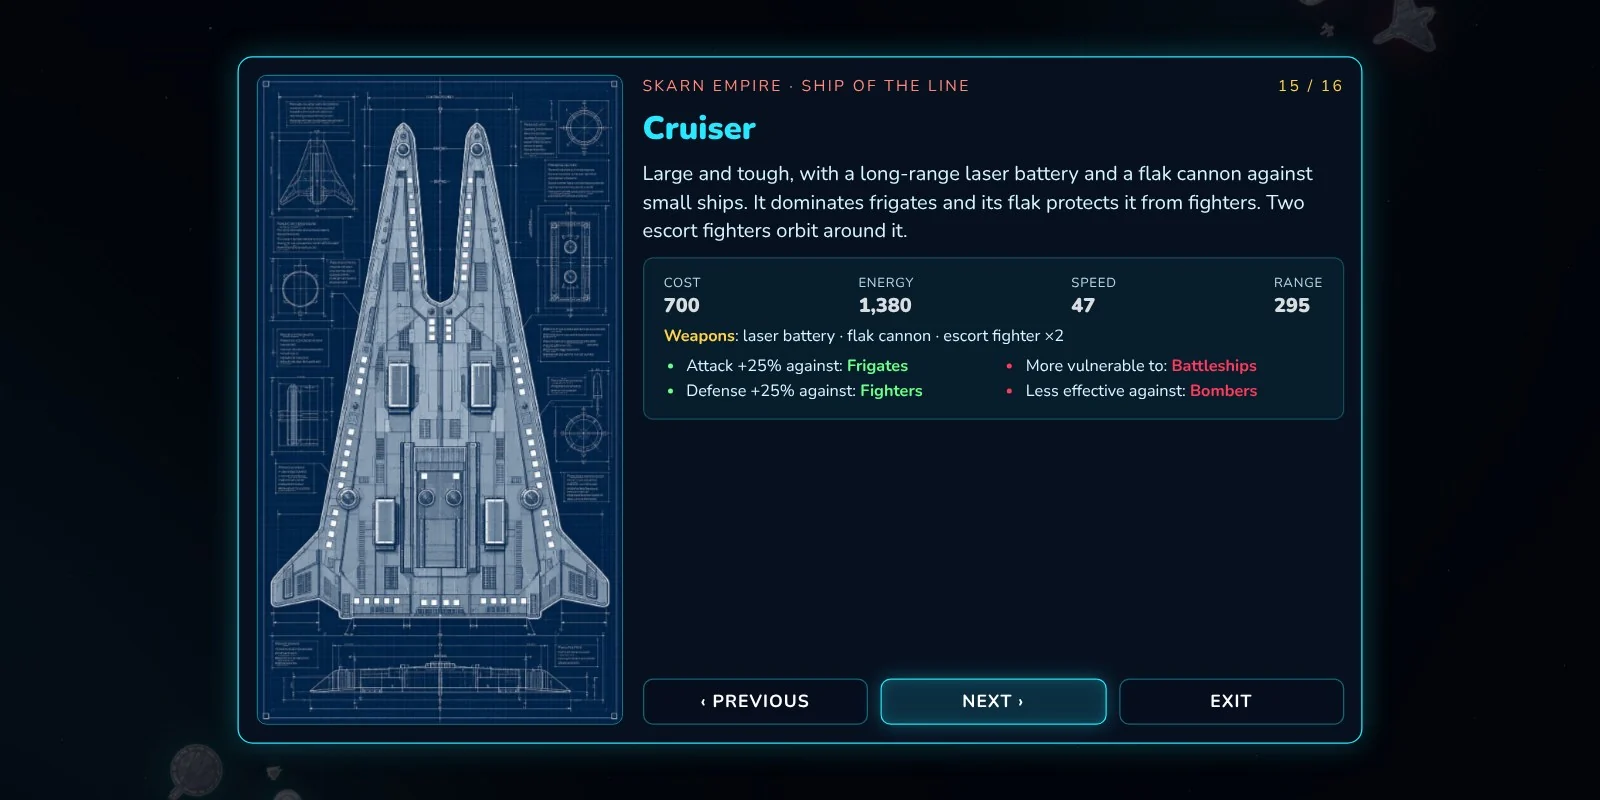 SKARN EMPIRE · SHIP OF THE LINE
15 / 16
Cruiser
Large and tough, with a long-range laser battery and a flak cannon against
small ships. It dominates frigates and its flak protects it from fighters. Two
escort fighters orbit around it.
COST ENERGY SPEED RANGE
700 1,380 47 295
Weapons: laser battery · flak cannon · escort fighter ×2
• Attack +25% against: Frigates
• More vulnerable to: Battleships
• Defense +25% against: Fighters
• Less effective against: Bombers
‹ PREVIOUS
NEXT ›
EXIT